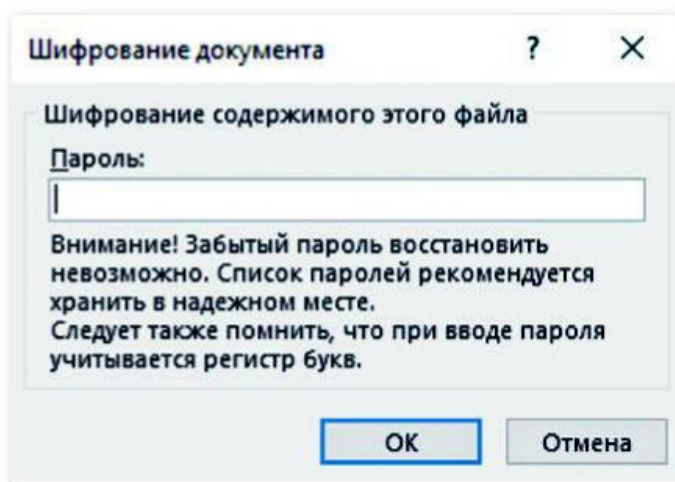 Шифрование документа ? ×
Шифрование содержимого этого файла
Пароль:
Внимание! Забытый пароль восстановить
невозможно. Список паролей рекомендуется
хранить в надежном месте.
Следует также помнить, что при вводе пароля
учитывается регистр букв.
ОК Отмена